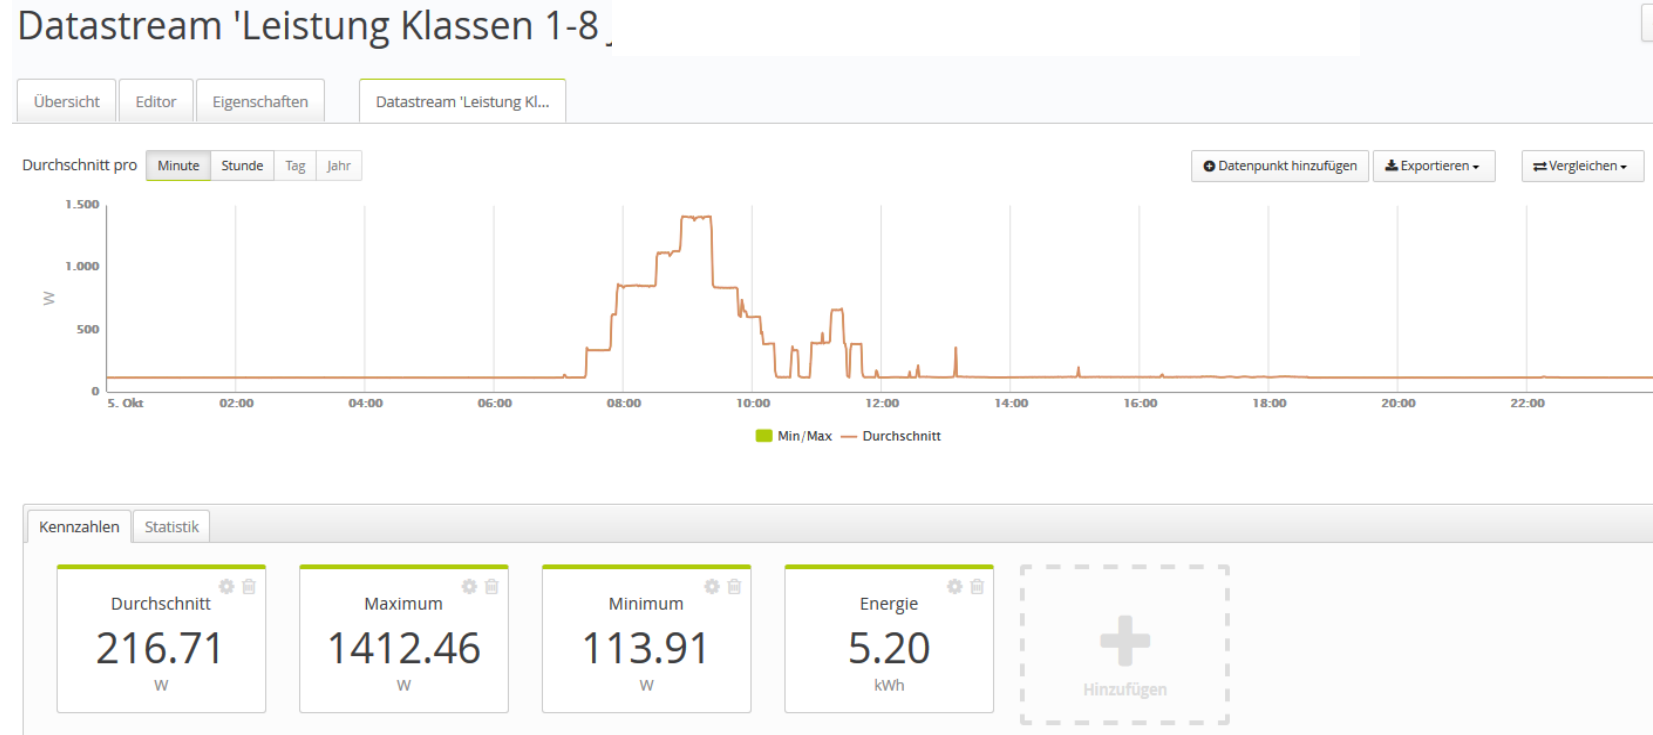 Datastream 'Leistung Klassen 1-8
Übersicht Editor Eigenschaften Datastream 'Leistung Kl...
Durchschnitt pro Minute Stunde Tag Jahr Datenpunkt hinzufügen Exportieren Vergleichen
1.500
1.000
W
500
0
5. Okt 02:00 04:00 06:00 08:00 10:00 12:00 14:00 16:00 18:00 20:00 22:00
Min/Max Durchschnitt
Kennzahlen Statistik
Durchschnitt Maximum Minimum Energie
216.71 1412.46 113.91 5.20
W W W kWh
Hinzufügen